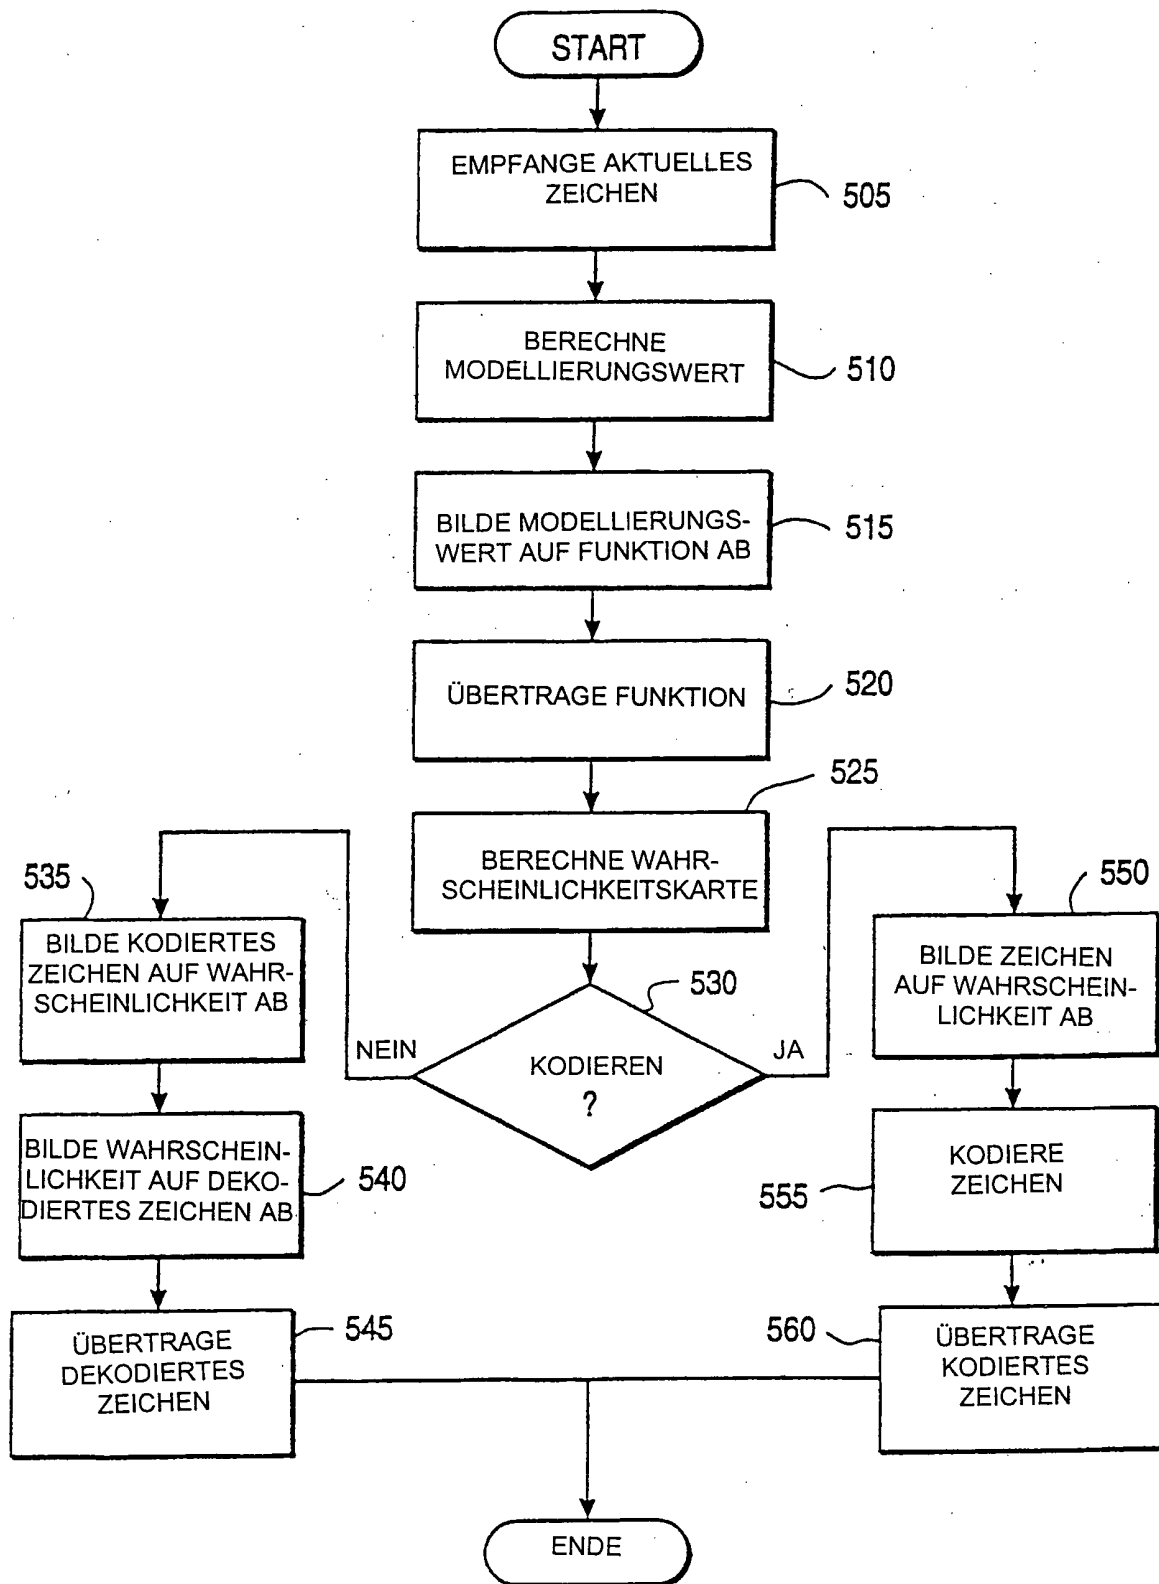 START
EMPFANGE AKTUELLES
ZEICHEN
505
BERECHNE
MODELLIERUNGSWERT
510
BILDE MODELLIERUNGS-
WERT AUF FUNKTION AB
515
ÜBERTRAGE FUNKTION
520
525
BERECHNE WAHR-
SCHEINLICHKEITSKARTE
530
KODIEREN
?
NEIN
JA
535
BILDE KODIERTES
ZEICHEN AUF WAHR-
SCHEINLICHKEIT AB
BILDE WAHRSCHEIN-
LICHKEIT AUF DEKO-
DIERTES ZEICHEN AB
540
ÜBERTRAGE
DEKODIERTES
ZEICHEN
545
550
BILDE ZEICHEN
AUF WAHRSCHEIN-
LICHKEIT AB
KODIERE
ZEICHEN
555
560
ÜBERTRAGE
KODIERTES
ZEICHEN
ENDE